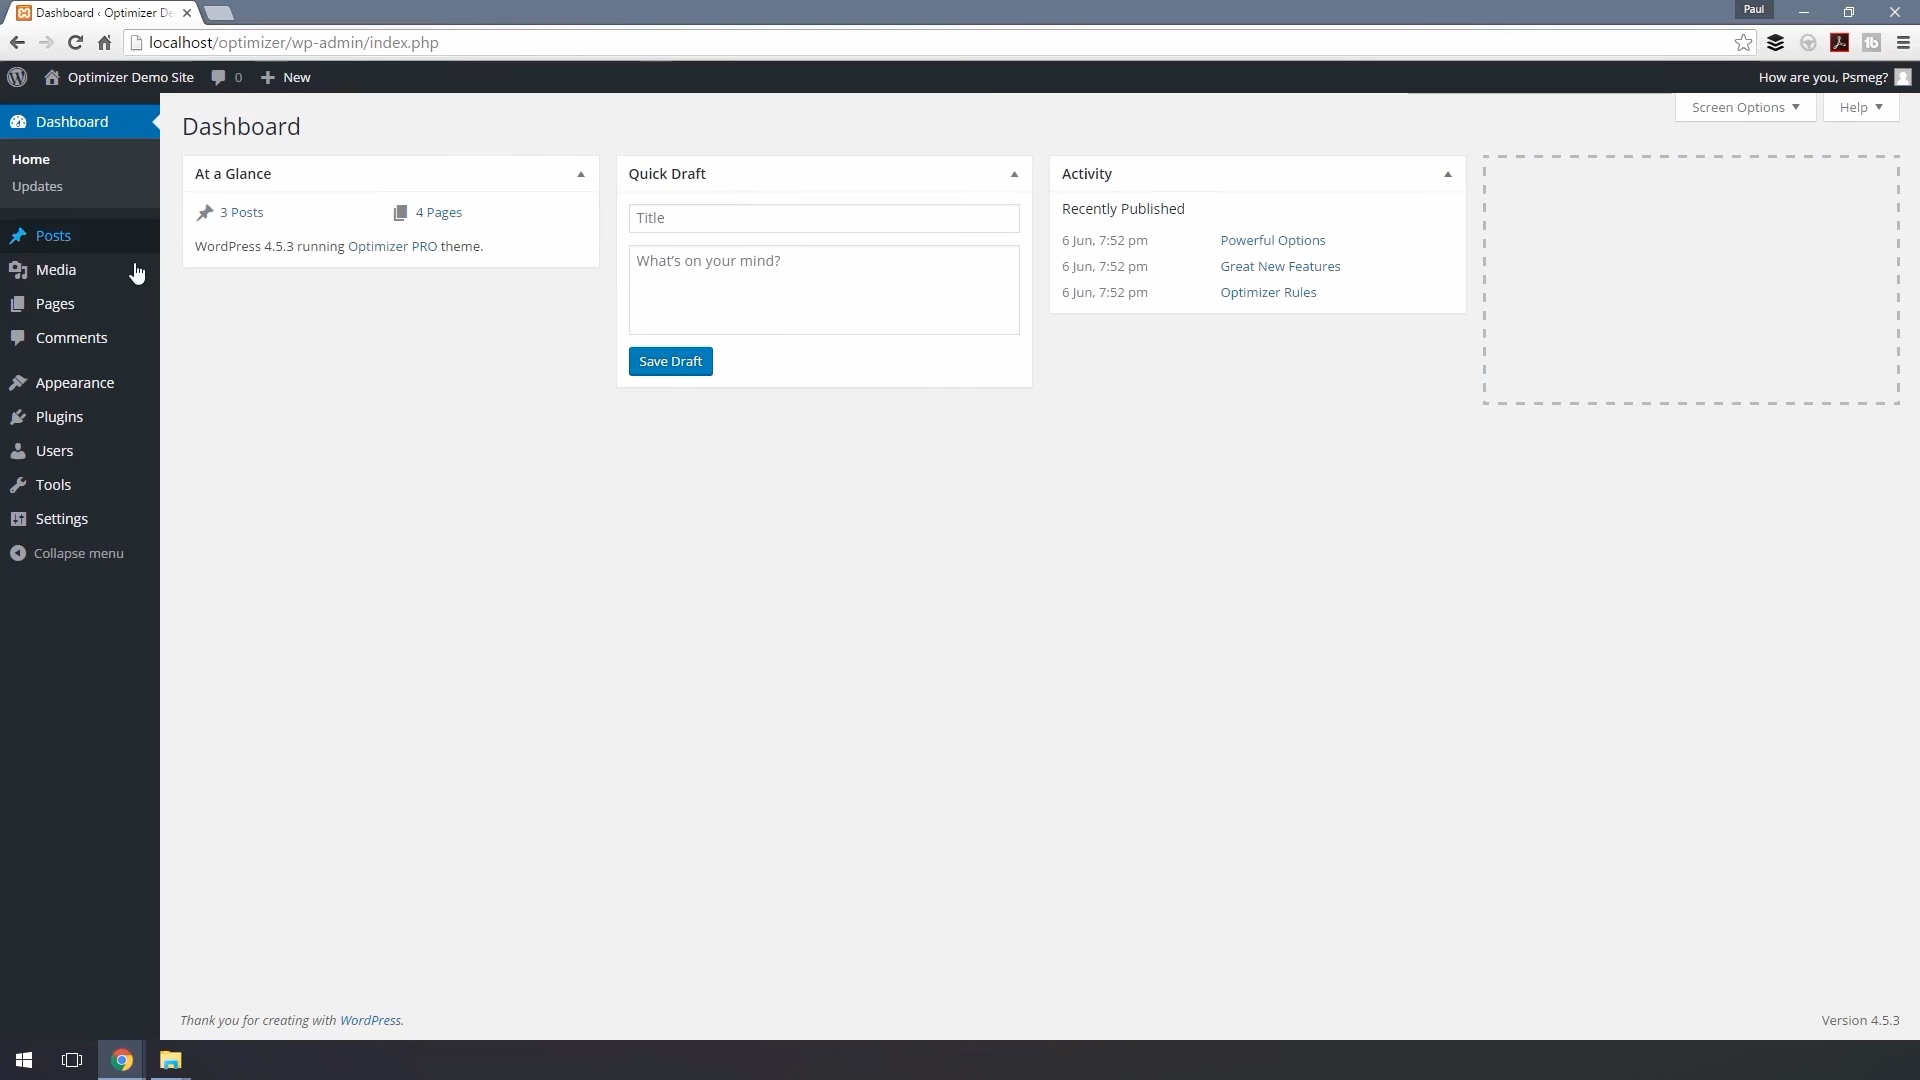 Dashboard ‹ Optimizer De
Paul
localhost/optimizer/wp-admin/index.php
Optimizer Demo Site 0 New
How are you, Psmeg?
Dashboard
Home
Updates
Posts
Media
Pages
Comments
Appearance
Plugins
Users
Tools
Settings
Collapse menu
Screen Options
Help
Dashboard
At a Glance
3 Posts
4 Pages
WordPress 4.5.3 running Optimizer PRO theme.
Quick Draft
Title
What's on your mind?
Save Draft
Activity
Recently Published
6 Jun, 7:52 pm Powerful Options
6 Jun, 7:52 pm Great New Features
6 Jun, 7:52 pm Optimizer Rules
Thank you for creating with WordPress.
Version 4.5.3